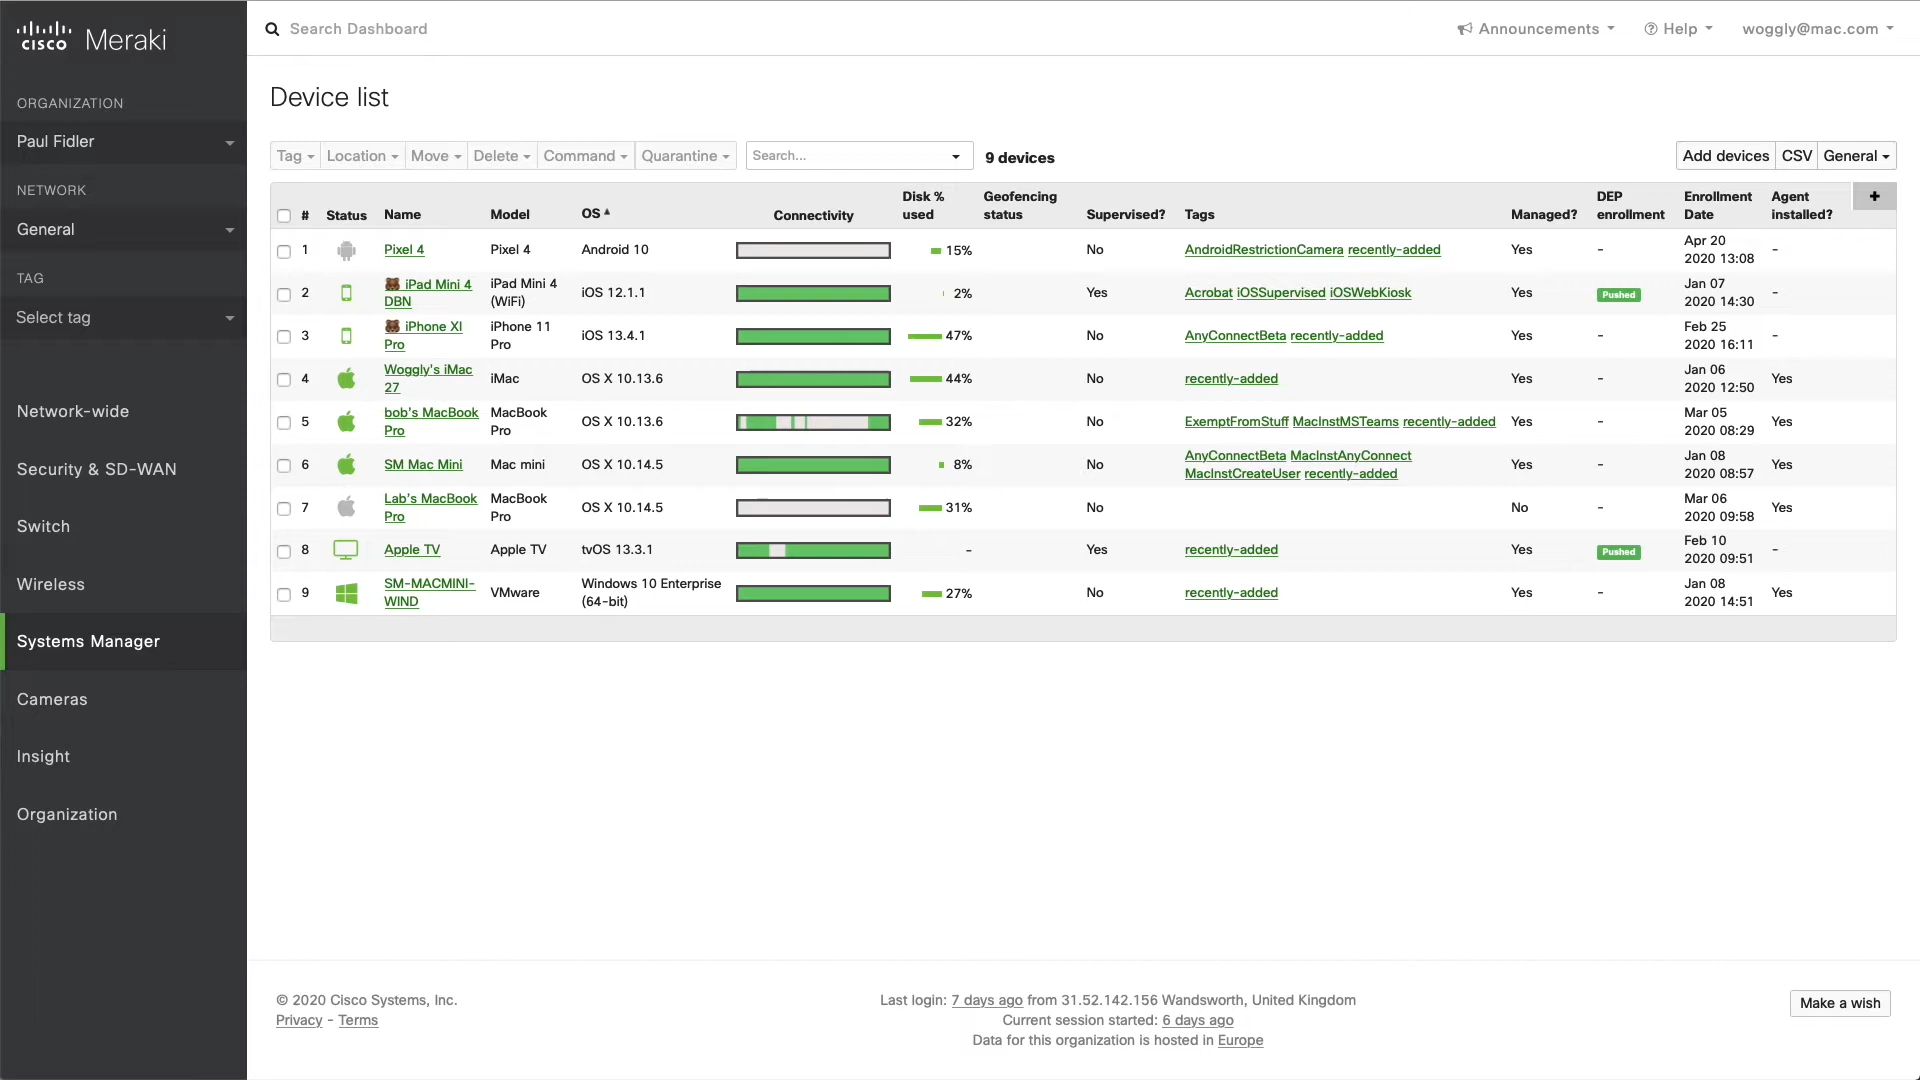 cisco Meraki
Search Dashboard
Announcements
Help
woggly@mac.com
ORGANIZATION
Paul Fidler
NETWORK
General
TAG
Select tag
Network-wide
Security & SD-WAN
Switch
Wireless
Systems Manager
Cameras
Insight
Organization
Device list
Tag Location Move Delete Command Quarantine Search... 9 devices Add devices CSV General
# Status Name Model OS Connectivity Disk % used Geofencing status Supervised? Tags Managed? DEP enrollment Enrollment Date Agent installed? +
1 Pixel 4 Pixel 4 Android 10 15% No AndroidRestrictionCamera recently-added Yes - Apr 20 2020 13:08 -
2 🐻 iPad Mini 4 DBN iPad Mini 4 (WiFi) iOS 12.1.1 2% Yes Acrobat iOSSupervised iOSWebKiosk Yes Pushed Jan 07 2020 14:30 -
3 🐻 iPhone XI Pro iPhone 11 Pro iOS 13.4.1 47% No AnyConnectBeta recently-added Yes - Feb 25 2020 16:11 -
4 Woggly's iMac 27 iMac OS X 10.13.6 44% No recently-added Yes - Jan 06 2020 12:50 Yes
5 bob's MacBook Pro MacBook Pro OS X 10.13.6 32% No ExemptFromStuff MacInstMSTeams recently-added Yes - Mar 05 2020 08:29 Yes
6 SM Mac Mini Mac mini OS X 10.14.5 8% No AnyConnectBeta MacInstAnyConnect MacInstCreateUser recently-added Yes - Jan 08 2020 08:57 Yes
7 Lab's MacBook Pro MacBook Pro OS X 10.14.5 31% No No - Mar 06 2020 09:58 Yes
8 Apple TV Apple TV tvOS 13.3.1 - Yes recently-added Yes Pushed Feb 10 2020 09:51 -
9 SM-MACMINI-WIND VMware Windows 10 Enterprise (64-bit) 27% No recently-added Yes - Jan 08 2020 14:51 Yes
© 2020 Cisco Systems, Inc.
Privacy - Terms
Last login: 7 days ago from 31.52.142.156 Wandsworth, United Kingdom
Current session started: 6 days ago
Data for this organization is hosted in Europe
Make a wish